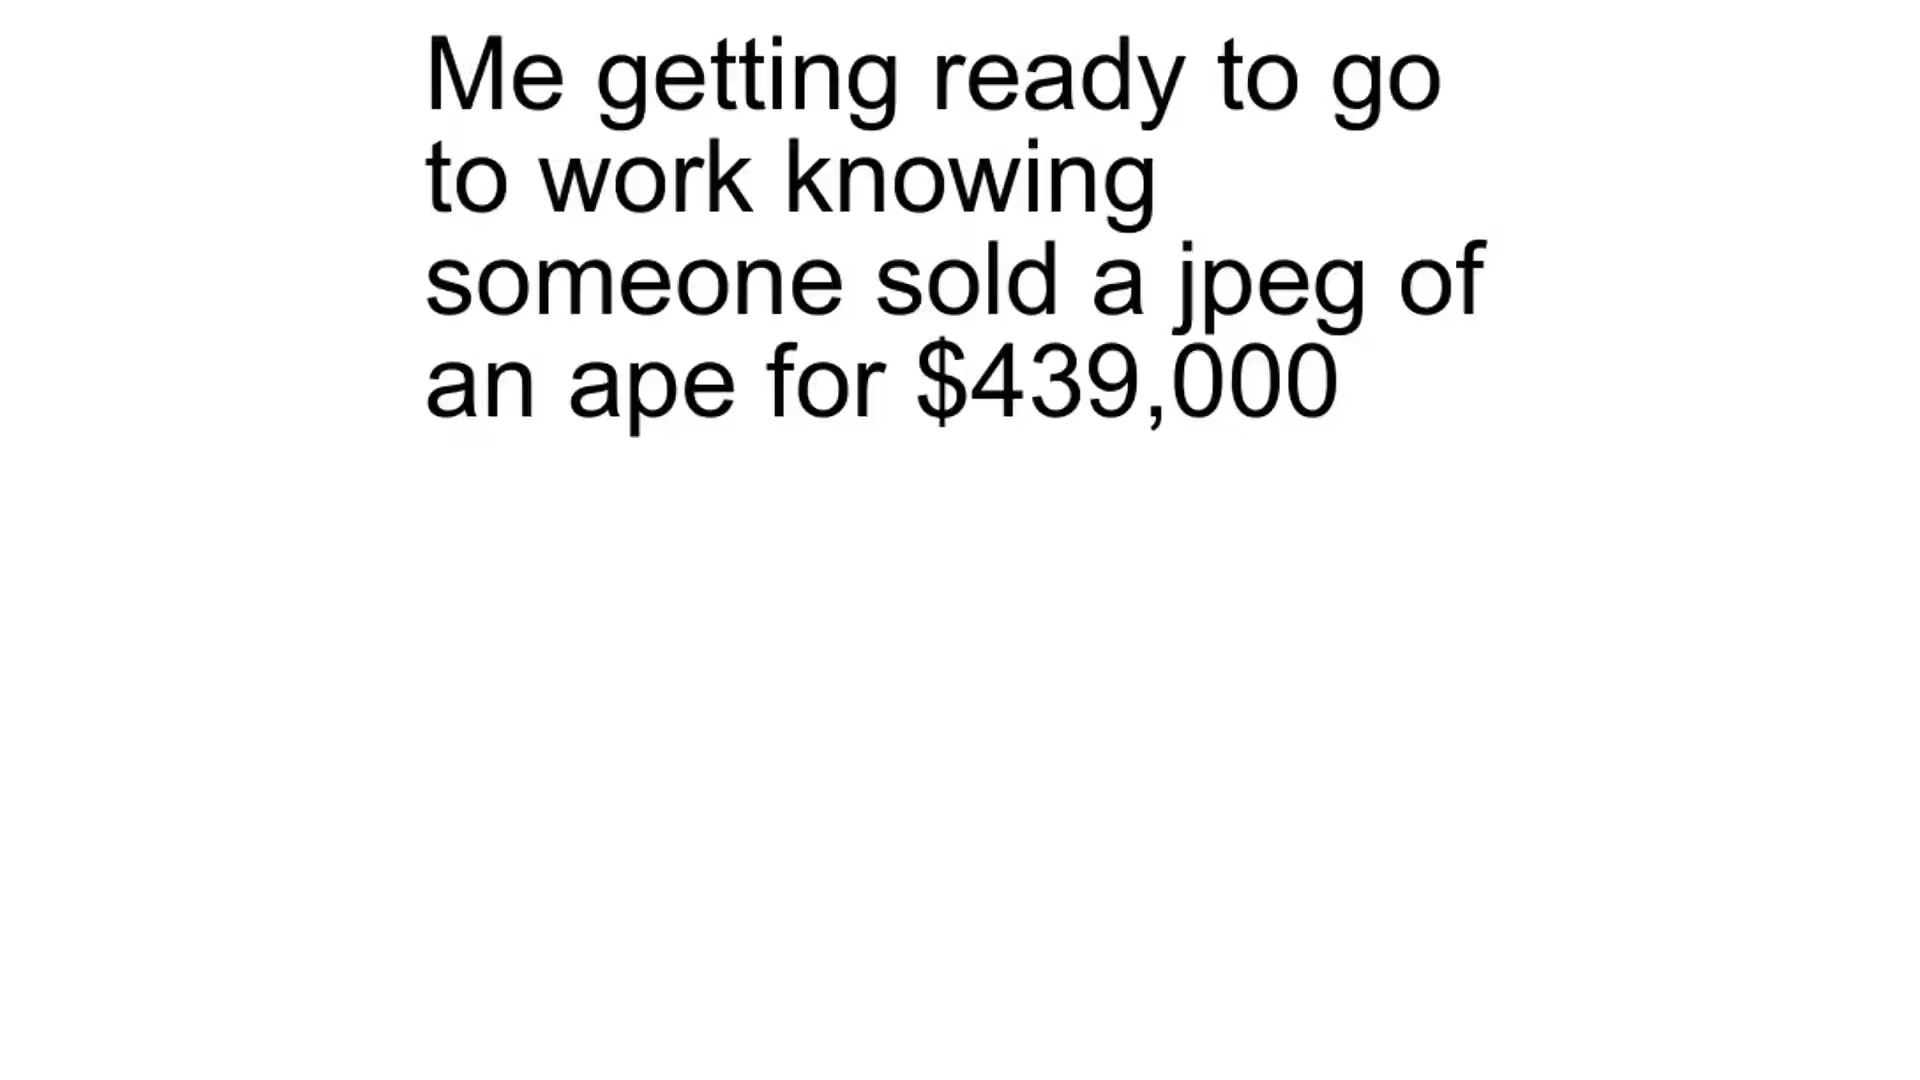 Me getting ready to go
to work knowing
someone sold a jpeg of
an ape for $439,000